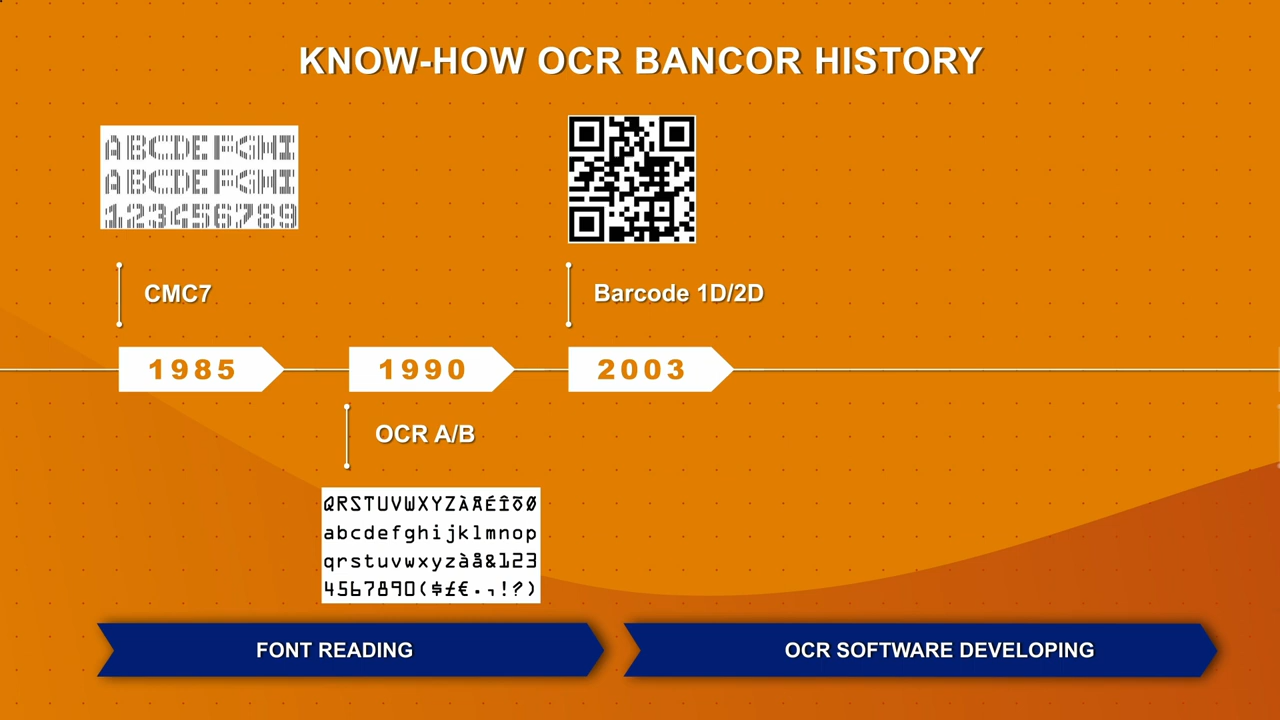 KNOW-HOW OCR BANCOR HISTORY
ABCDEFGHI
ABCDEFGHI
123456789
CMC7
Barcode 1D/2D
1985
1990
2003
OCR A/B
QRSTUVWXYZÀÅÉÎÕØ
abcdefghijklmnop
qrstuvwxyzàå&123
4567890($£€.,!?)
FONT READING
OCR SOFTWARE DEVELOPING